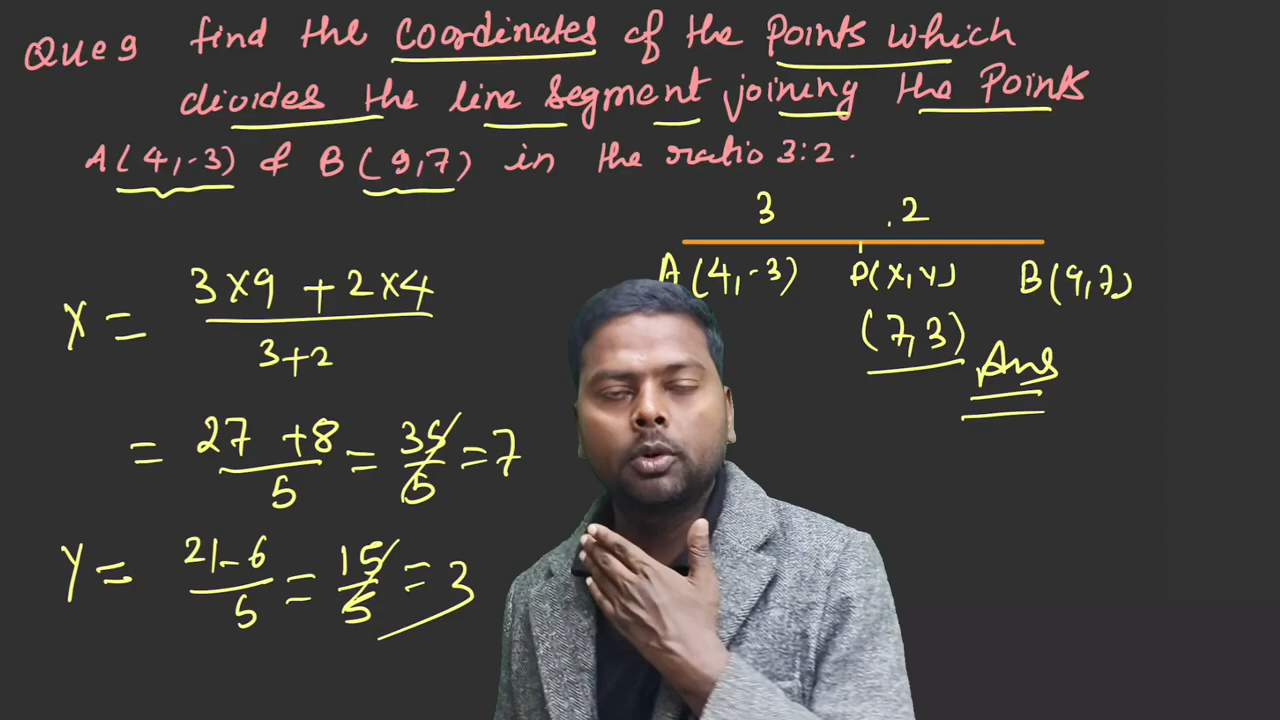 Que 9 find the coordinates of the Points which
divides the line segment joining the Points
A(4,-3) & B(9,7) in the ratio 3:2.
3 .2
A(4,-3) P(X,Y) B(9,7)
(7,3)
Ans
X = 3×9 + 2×4 / 3+2
= 27 +8 / 5 = 35/5 = 7
Y = 21-6 / 5 = 15/5 = 3